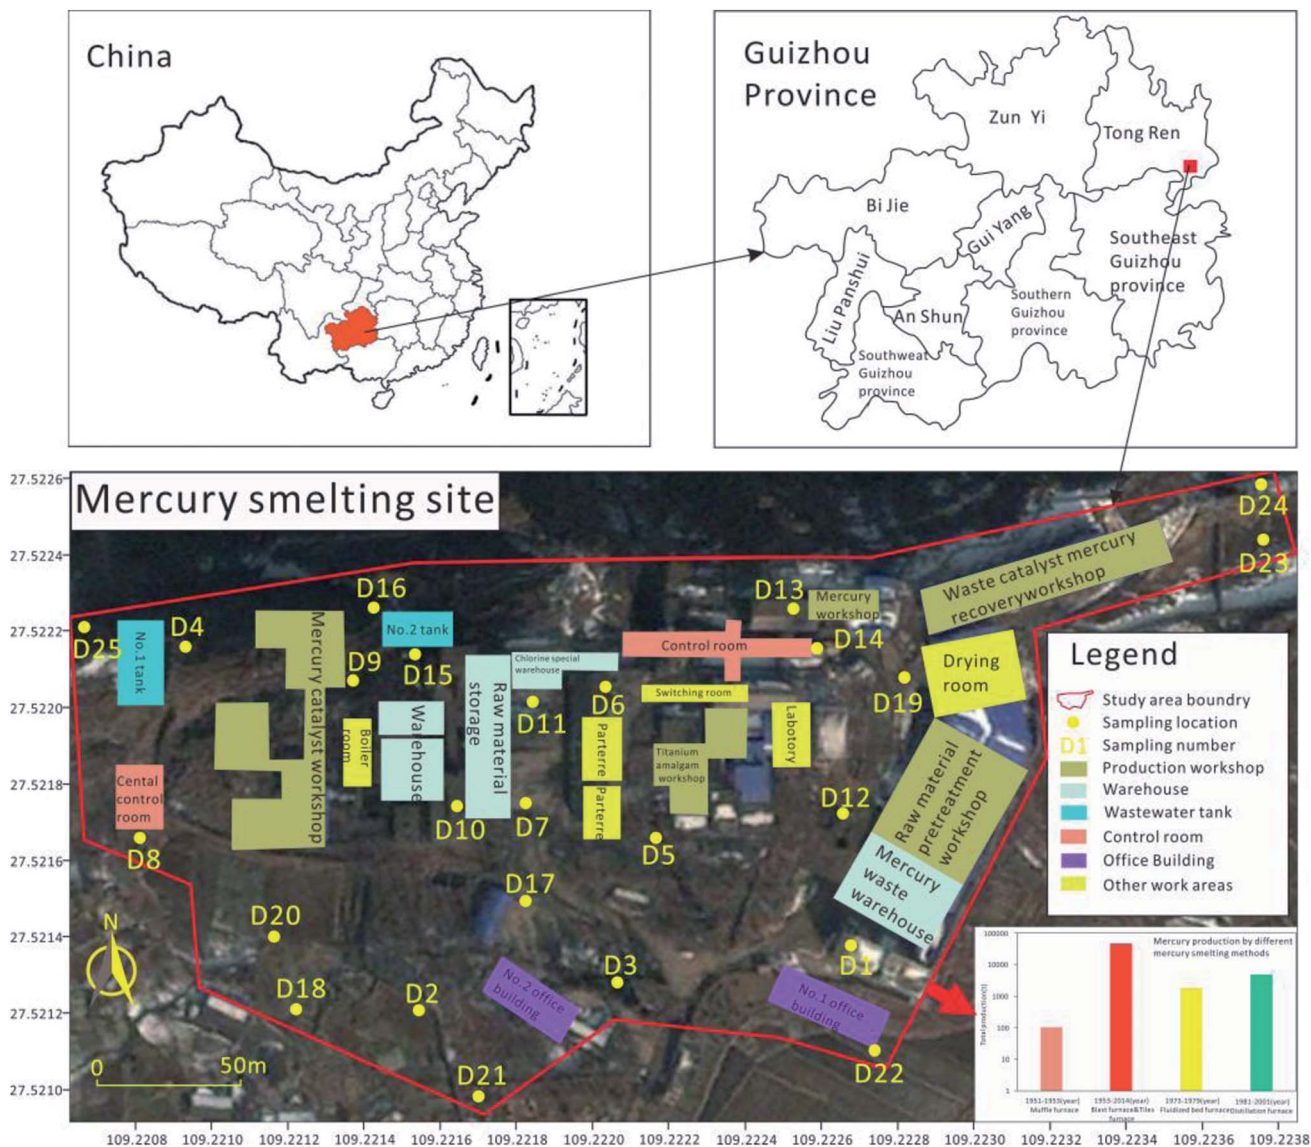 China
Guizhou
Province
Zun Yi
Tong Ren
Bi Jie
Gui Yang
Southeast
Guizhou
province
Liu Panshui
An Shun
Southern
Guizhou
province
Southweat
Guizhou
province
Mercury smelting site
27.5226
27.5224
27.5222
27.5220
27.5218
27.5216
27.5214
27.5212
27.5210
D24
D23
Waste catalyst mercury
recoveryworkshop
D16
D13
Mercury
workshop
D4
D25
No.1 tank
No.2 tank
D14
Control room
Mercury catalyst workshop
D9
D15
Chlorine special
warehouse
Raw material
storage
D6
D11
Switching room
D19
Drying
room
Warehouse
Boiler
room
Parterre
Parterre
Labotory
Titanium
amalgam
workshop
Cental
control
room
D8
D10
D7
D5
D12
Raw material
pretreatment
workshop
Mercury
waste
warehouse
D17
D20
D18
D2
D3
D1
No.2 office
building
No.1 office
building
D21
D22
N
0
50m
Legend
Study area boundry
Sampling location
D1 Sampling number
Production workshop
Warehouse
Wastewater tank
Control room
Office Building
Other work areas
Mercury production by different
mercury smelting methods
Total production(t)
100000
10000
1000
100
10
1
1951-1953(year)
Muffle furnace
1953-2014(year)
Blast furnace&Tiles
furnace
1973-1979(year)
Fluidized bed furnace
1981-2001(year)
Distillation furnace
109.2208
109.2210
109.2212
109.2214
109.2216
109.2218
109.2220
109.2222
109.2224
109.2226
109.2228
109.2230
109.2232
109.2234
109.2236
109.2238